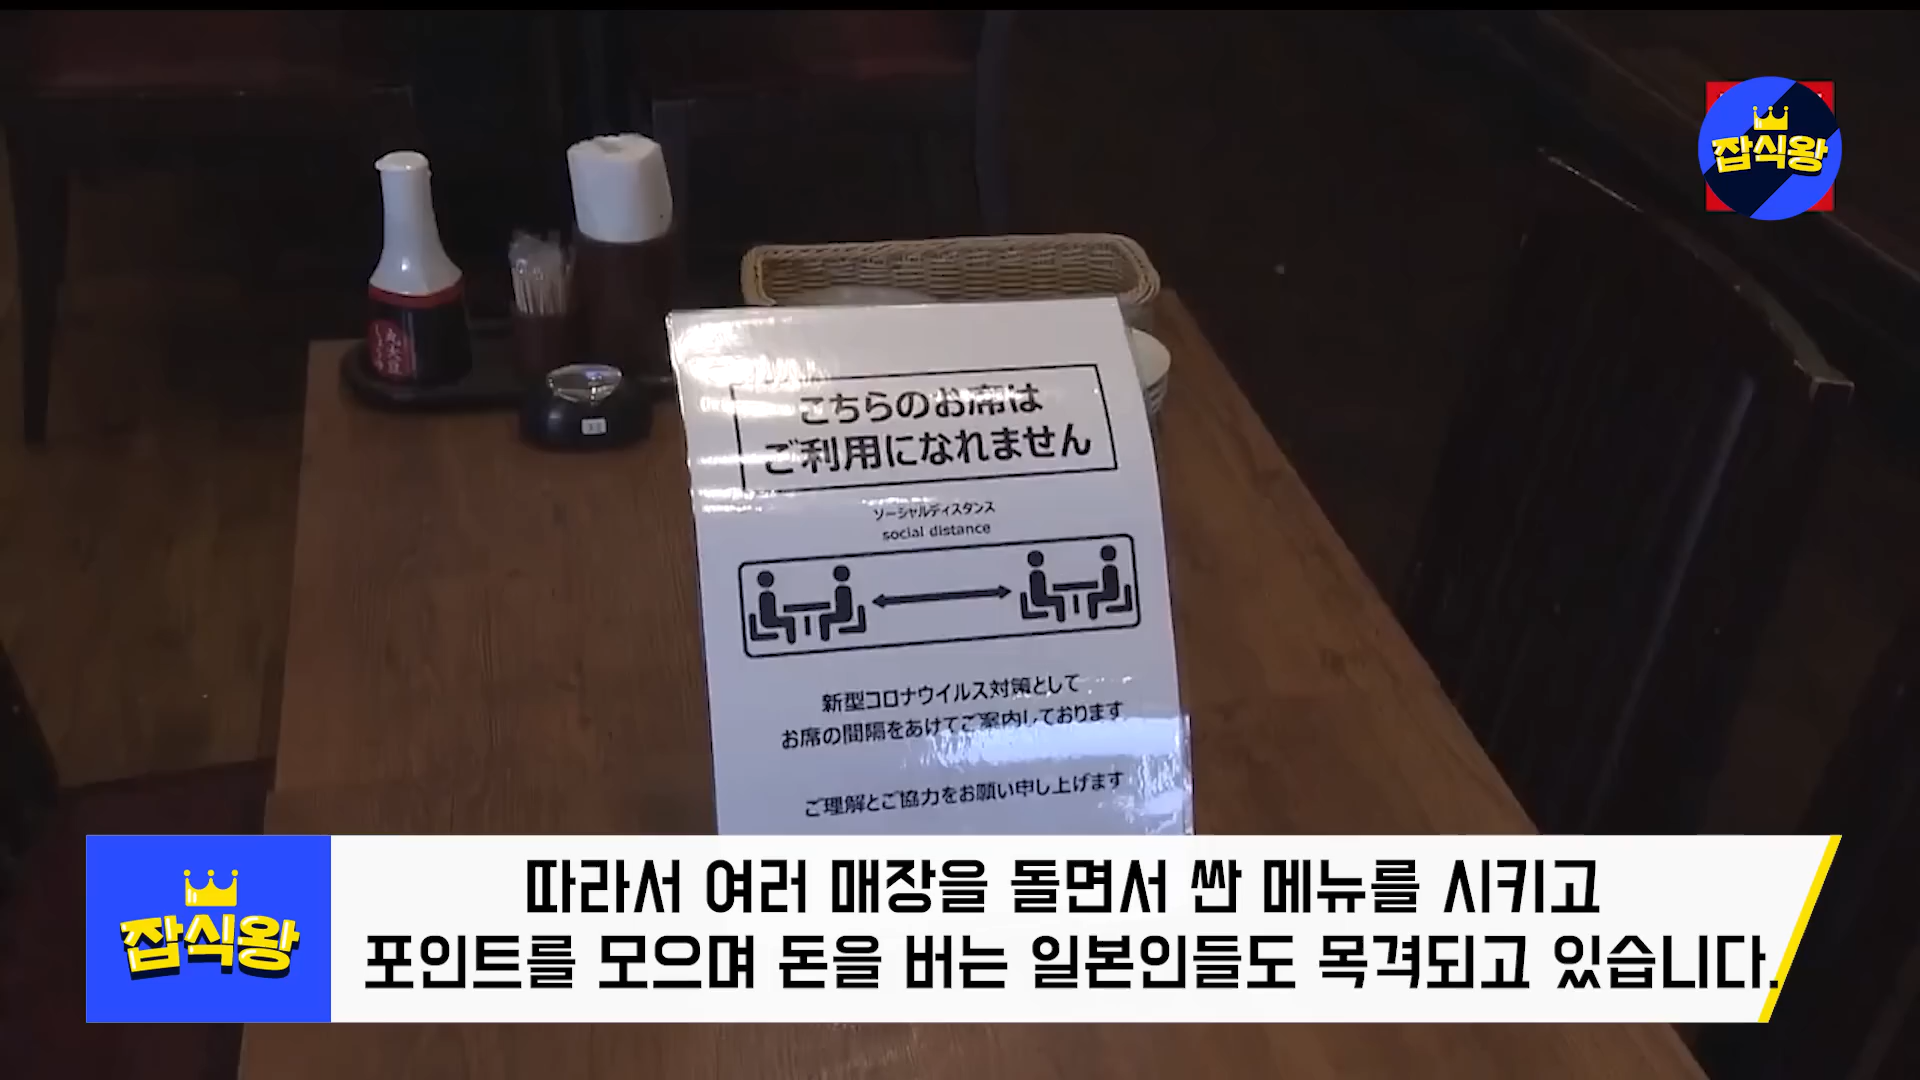 잡식왕
こちらのお席は
ご利用になれません
ソーシャルディスタンス
social distance
新型コロナウイルス対策として
お席の間隔をあけてご案内しております
ご理解とご協力をお願い申し上げます
잡식왕
따라서 여러 매장을 돌면서 싼 메뉴를 시키고
포인트를 모으며 돈을 버는 일본인들도 목격되고 있습니다.